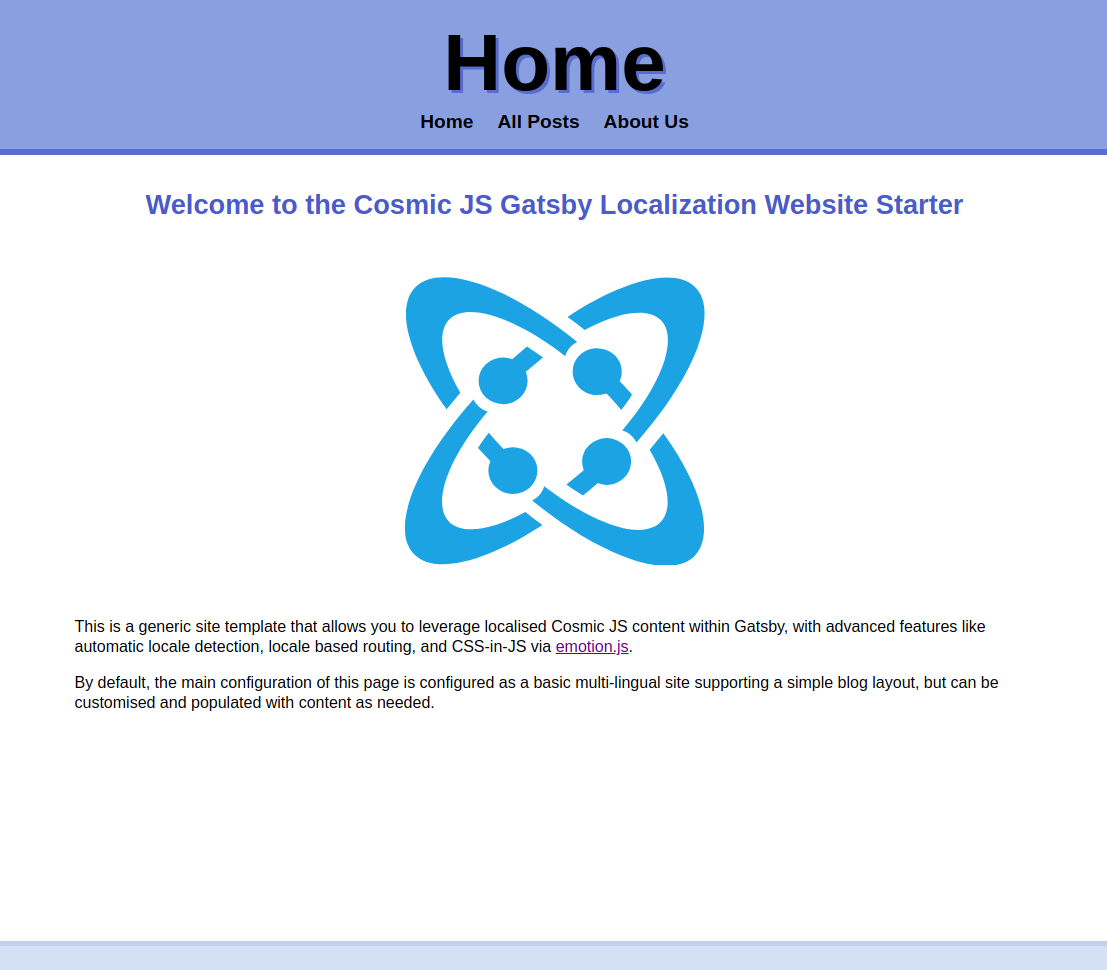 Home
Home All Posts About Us
Welcome to the Cosmic JS Gatsby Localization Website Starter
This is a generic site template that allows you to leverage localised Cosmic JS content within Gatsby, with advanced features like
automatic locale detection, locale based routing, and CSS-in-JS via emotion.js.
By default, the main configuration of this page is configured as a basic multi-lingual site supporting a simple blog layout, but can be
customised and populated with content as needed.